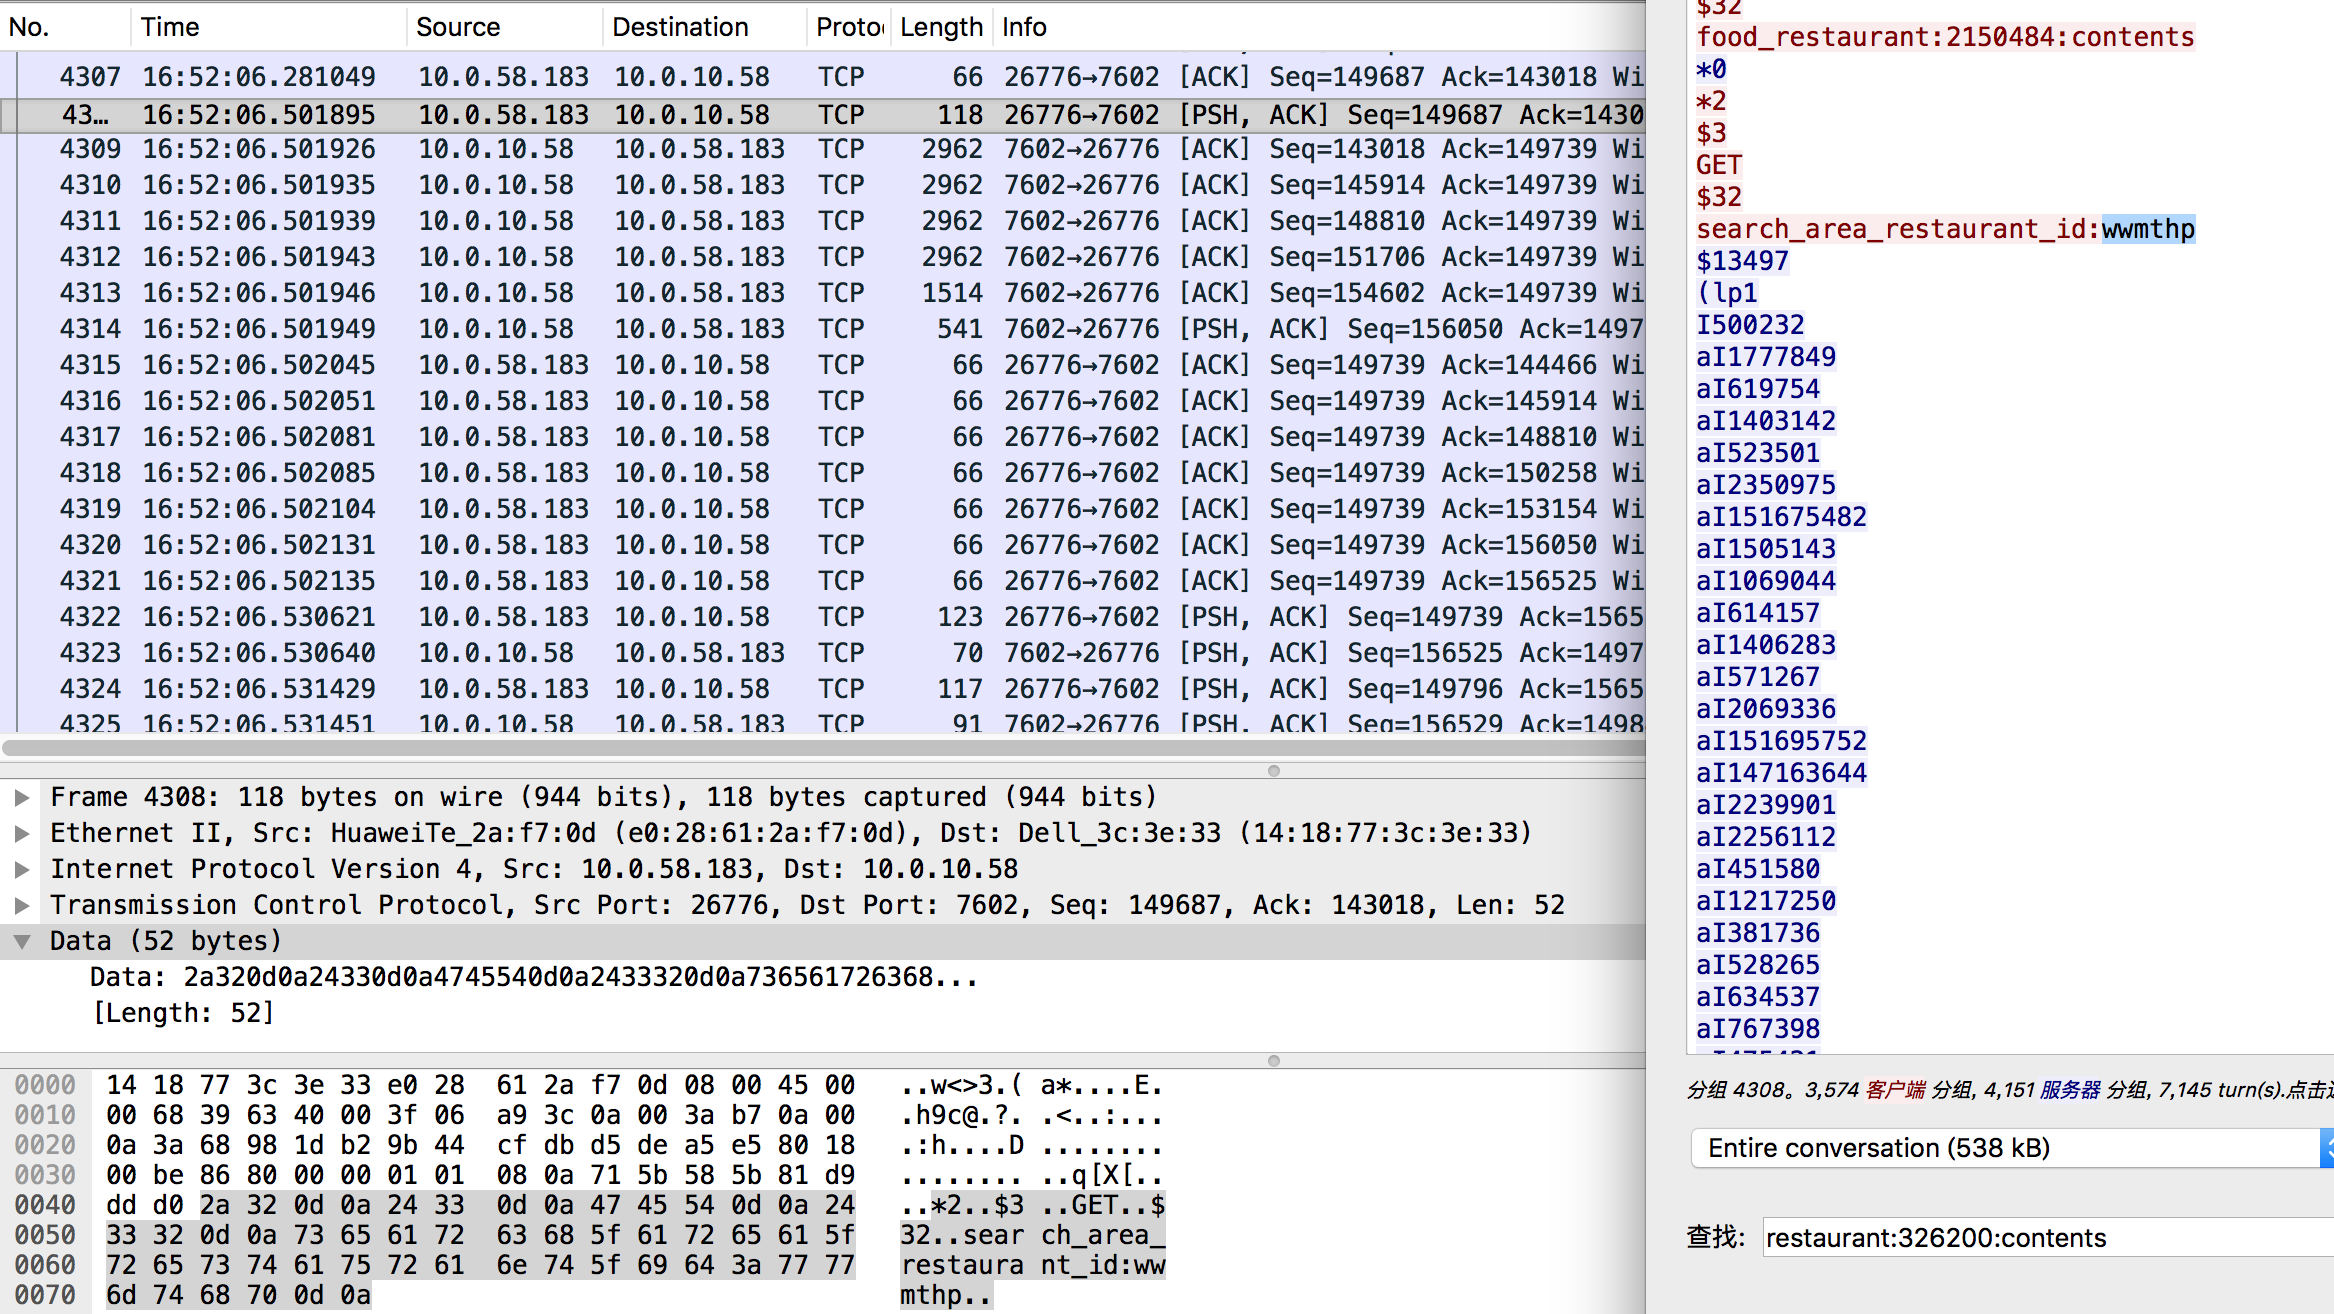 No. Time Source Destination Proto Length Info
4307 16:52:06.281049 10.0.58.183 10.0.10.58 TCP 66 26776→7602 [ACK] Seq=149687 Ack=143018 Wi
43… 16:52:06.501895 10.0.58.183 10.0.10.58 TCP 118 26776→7602 [PSH, ACK] Seq=149687 Ack=1430
4309 16:52:06.501926 10.0.10.58 10.0.58.183 TCP 2962 7602→26776 [ACK] Seq=143018 Ack=149739 Wi
4310 16:52:06.501935 10.0.10.58 10.0.58.183 TCP 2962 7602→26776 [ACK] Seq=145914 Ack=149739 Wi
4311 16:52:06.501939 10.0.10.58 10.0.58.183 TCP 2962 7602→26776 [ACK] Seq=148810 Ack=149739 Wi
4312 16:52:06.501943 10.0.10.58 10.0.58.183 TCP 2962 7602→26776 [ACK] Seq=151706 Ack=149739 Wi
4313 16:52:06.501946 10.0.10.58 10.0.58.183 TCP 1514 7602→26776 [ACK] Seq=154602 Ack=149739 Wi
4314 16:52:06.501949 10.0.10.58 10.0.58.183 TCP 541 7602→26776 [PSH, ACK] Seq=156050 Ack=1497
4315 16:52:06.502045 10.0.58.183 10.0.10.58 TCP 66 26776→7602 [ACK] Seq=149739 Ack=144466 Wi
4316 16:52:06.502051 10.0.58.183 10.0.10.58 TCP 66 26776→7602 [ACK] Seq=149739 Ack=145914 Wi
4317 16:52:06.502081 10.0.58.183 10.0.10.58 TCP 66 26776→7602 [ACK] Seq=149739 Ack=148810 Wi
4318 16:52:06.502085 10.0.58.183 10.0.10.58 TCP 66 26776→7602 [ACK] Seq=149739 Ack=150258 Wi
4319 16:52:06.502104 10.0.58.183 10.0.10.58 TCP 66 26776→7602 [ACK] Seq=149739 Ack=153154 Wi
4320 16:52:06.502131 10.0.58.183 10.0.10.58 TCP 66 26776→7602 [ACK] Seq=149739 Ack=156050 Wi
4321 16:52:06.502135 10.0.58.183 10.0.10.58 TCP 66 26776→7602 [ACK] Seq=149739 Ack=156525 Wi
4322 16:52:06.530621 10.0.58.183 10.0.10.58 TCP 123 26776→7602 [PSH, ACK] Seq=149739 Ack=1565
4323 16:52:06.530640 10.0.10.58 10.0.58.183 TCP 70 7602→26776 [PSH, ACK] Seq=156525 Ack=1497
4324 16:52:06.531429 10.0.58.183 10.0.10.58 TCP 117 26776→7602 [PSH, ACK] Seq=149796 Ack=1565
4325 16:52:06.531451 10.0.10.58 10.0.58.183 TCP 91 7602→26776 [PSH, ACK] Seq=156529 Ack=1498
Frame 4308: 118 bytes on wire (944 bits), 118 bytes captured (944 bits)
Ethernet II, Src: HuaweiTe_2a:f7:0d (e0:28:61:2a:f7:0d), Dst: Dell_3c:3e:33 (14:18:77:3c:3e:33)
Internet Protocol Version 4, Src: 10.0.58.183, Dst: 10.0.10.58
Transmission Control Protocol, Src Port: 26776, Dst Port: 7602, Seq: 149687, Ack: 143018, Len: 52
Data (52 bytes)
Data: 2a320d0a24330d0a4745540d0a2433320d0a736561726368...
[Length: 52]
0000 14 18 77 3c 3e 33 e0 28 61 2a f7 0d 08 00 45 00 ..w<>3.( a*....E.
0010 00 68 39 63 40 00 3f 06 a9 3c 0a 00 3a b7 0a 00 .h9c@.?. .<..:...
0020 0a 3a 68 98 1d b2 9b 44 cf db d5 de a5 e5 80 18 .:h....D ........
0030 00 be 86 80 00 00 01 01 08 0a 71 5b 58 5b 81 d9 ........ ..q[X[..
0040 dd d0 2a 32 0d 0a 24 33 0d 0a 47 45 54 0d 0a 24 ..*2..$3 ..GET..$
0050 33 32 0d 0a 73 65 61 72 63 68 5f 61 72 65 61 5f 32..sear ch_area_
0060 72 65 73 74 61 75 72 61 6e 74 5f 69 64 3a 77 77 restaura nt_id:ww
0070 6d 74 68 70 0d 0a mthp..
$32
food_restaurant:2150484:contents
*0
*2
$3
GET
$32
search_area_restaurant_id:wwmthp
$13497
(lp1
I500232
aI1777849
aI619754
aI1403142
aI523501
aI2350975
aI151675482
aI1505143
aI1069044
aI614157
aI1406283
aI571267
aI2069336
aI151695752
aI147163644
aI2239901
aI2256112
aI451580
aI1217250
aI381736
aI528265
aI634537
aI767398
分组 4308。3,574 客户端 分组, 4,151 服务器 分组, 7,145 turn(s).点击
Entire conversation (538 kB)
查找: restaurant:326200:contents